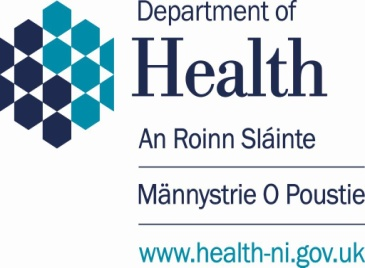 Department of
Health
An Roinn Sláinte
Männystrie O Poustie
www.health-ni.gov.uk